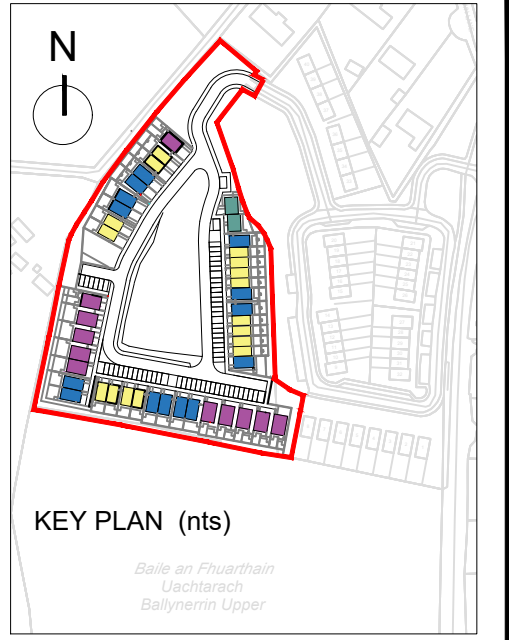 N
KEY PLAN (nts)
Baile an Fhuarthain
Uachtarach
Ballynerrin Upper